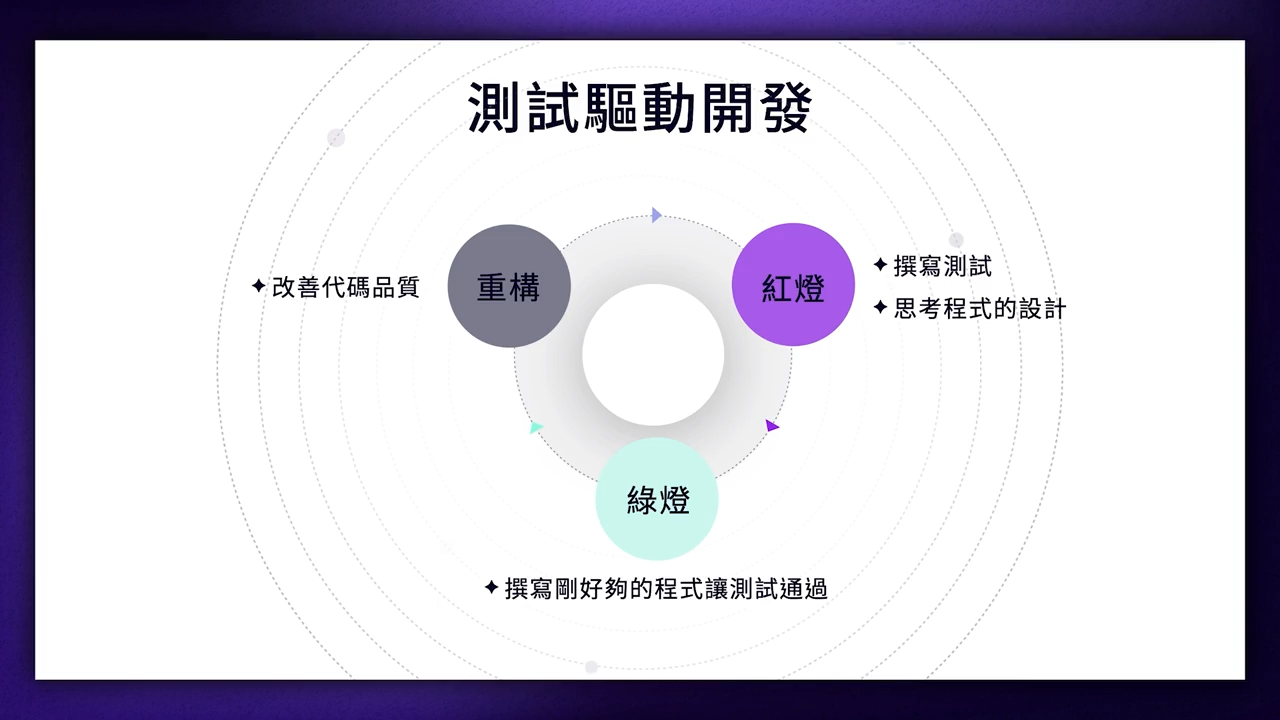 測試驅動開發
重構
✦改善代碼品質
紅燈
✦撰寫測試
✦思考程式的設計
綠燈
✦撰寫剛好夠的程式讓測試通過